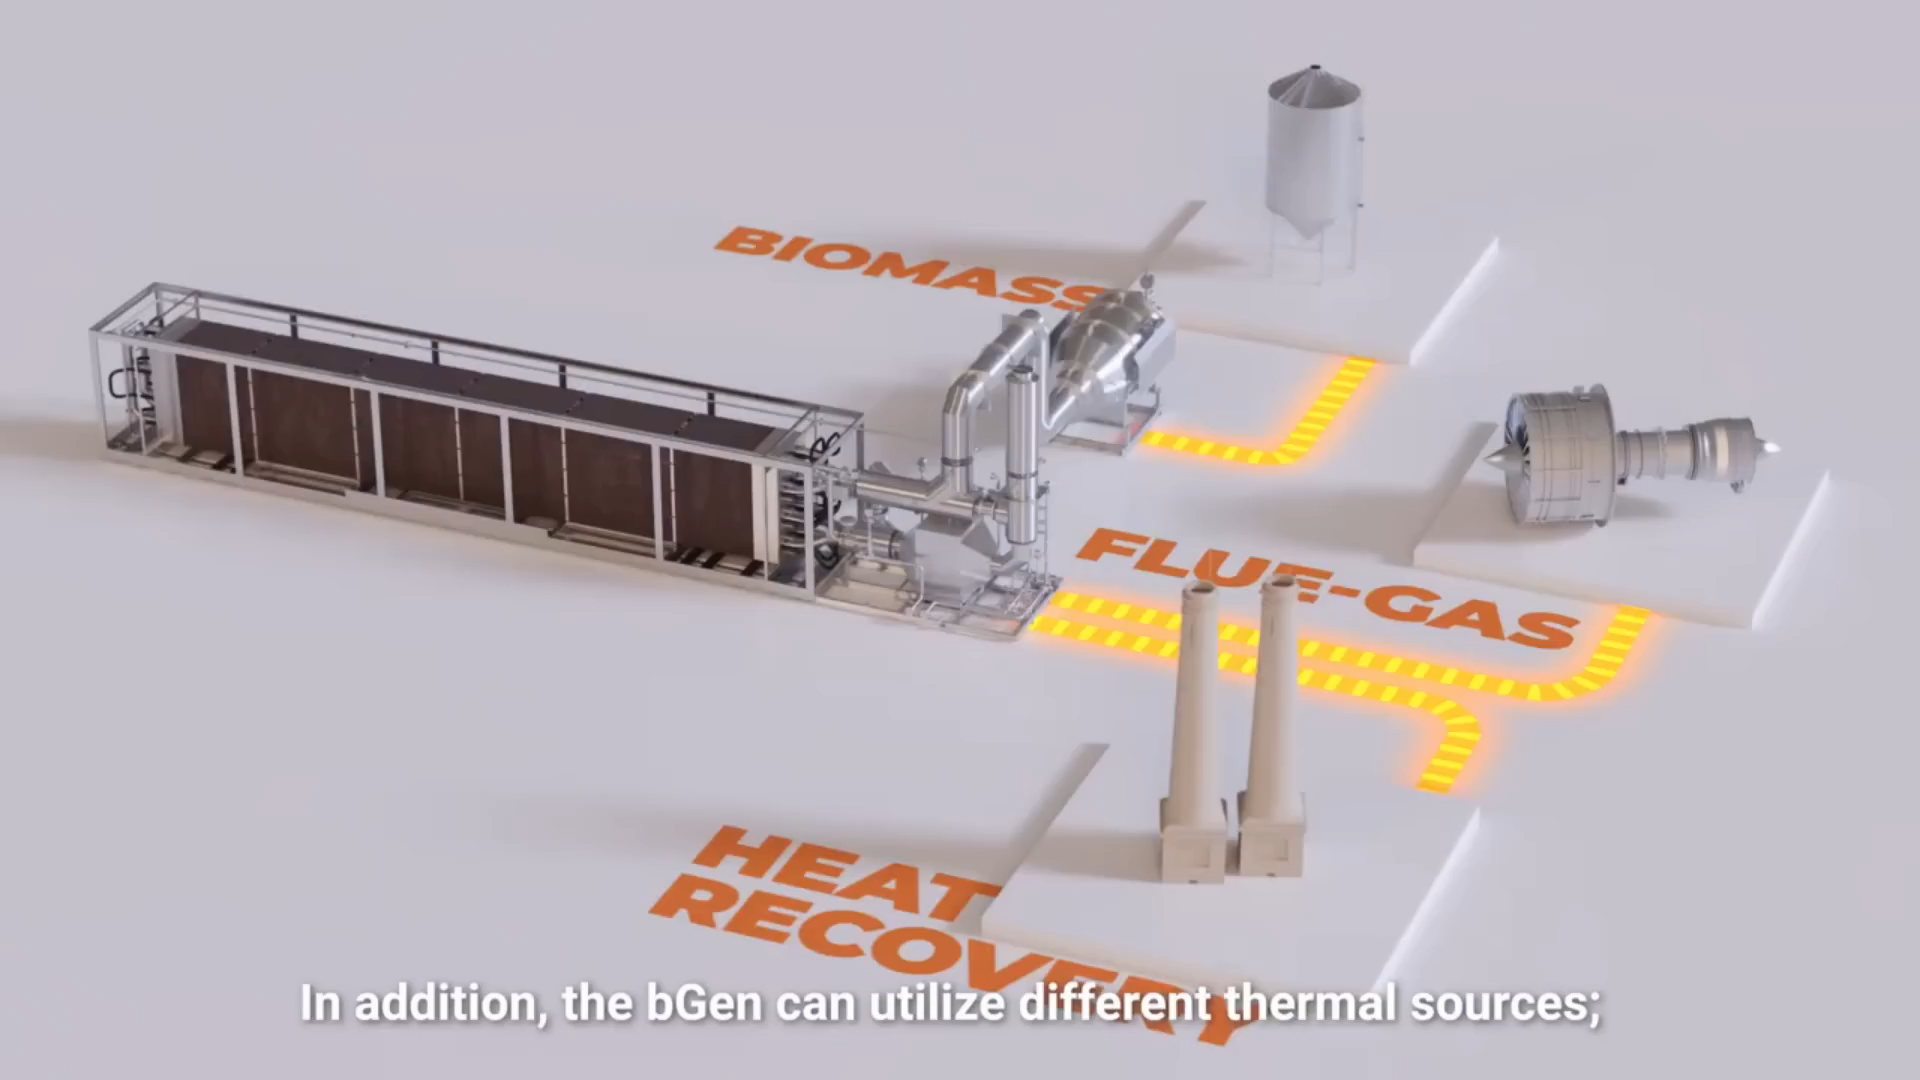 BIOMASS
FLUE-GAS
HEAT
RECOVERY
In addition, the bGen can utilize different thermal sources;